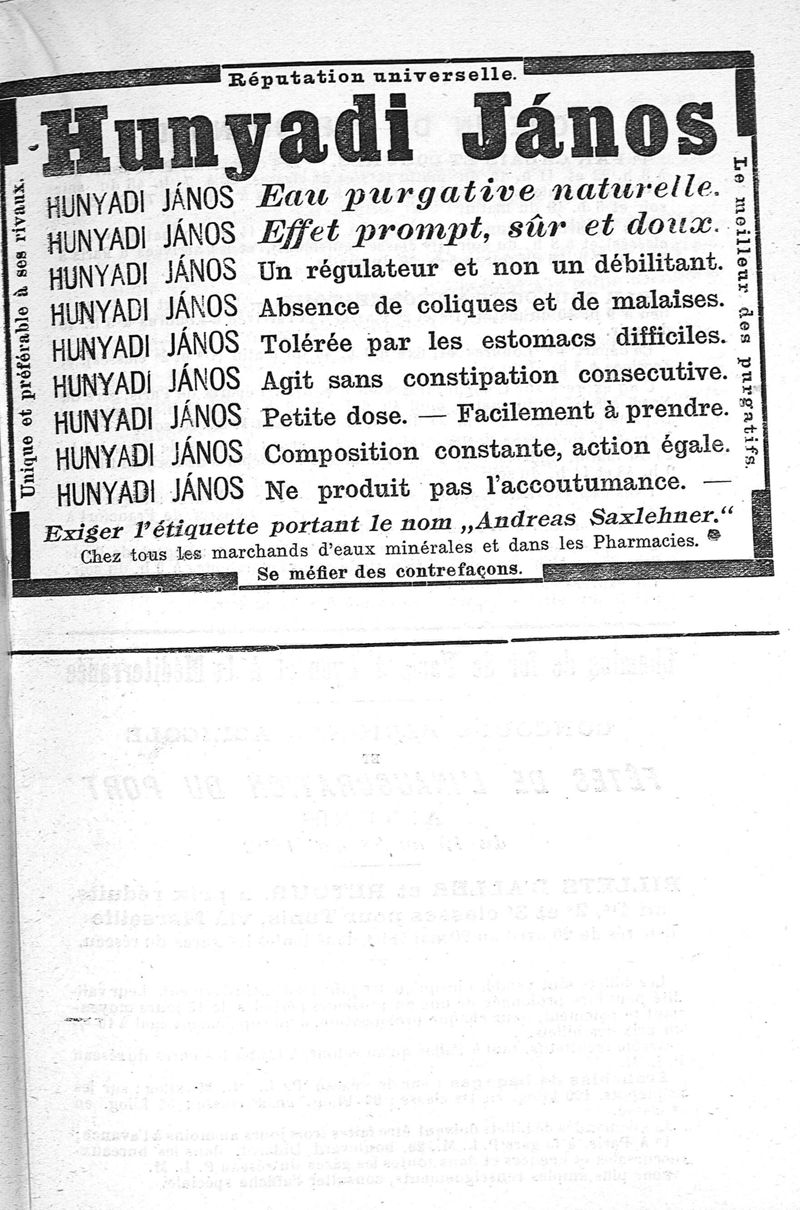 Réputation universelle.
Hunyadi János
HUNYADI JÁNOS Eau purgative naturelle.
HUNYADI JÁNOS Effet prompt, sûr et doux.
HUNYADI JÁNOS Un régulateur et non un débilitant.
HUNYADI JÁNOS Absence de coliques et de malaises.
HUNYADI JÁNOS Tolérée par les estomacs difficiles.
HUNYADI JÁNOS Agit sans constipation consecutive.
HUNYADI JÁNOS Petite dose. — Facilement à prendre.
HUNYADI JÁNOS Composition constante, action égale.
HUNYADI JÁNOS Ne produit pas l'accoutumance. —
Exiger l'étiquette portant le nom „Andreas Saxlehner."
Chez tous les marchands d'eaux minérales et dans les Pharmacies.
Se méfier des contrefaçons.
Unique et préférable à ses rivaux.
Le meilleur des purgatifs.